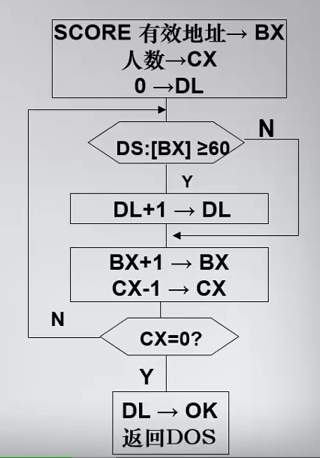 SCORE 有效地址→ BX
人数→CX
0 →DL
DS:[BX] ≥60
N
Y
DL+1 → DL
BX+1 → BX
CX-1 → CX
N
CX=0?
Y
DL → OK
返回DOS